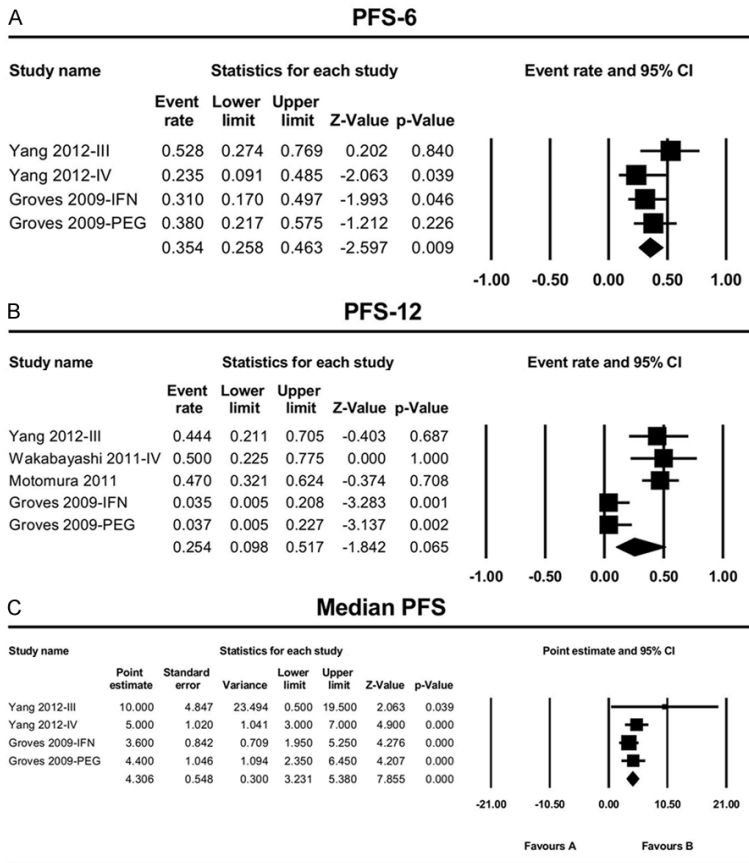 A
PFS-6
Study name Statistics for each study Event rate and 95% CI
Event Lower Upper
rate limit limit Z-Value p-Value
Yang 2012-III 0.528 0.274 0.769 0.202 0.840
Yang 2012-IV 0.235 0.091 0.485 -2.063 0.039
Groves 2009-IFN 0.310 0.170 0.497 -1.993 0.046
Groves 2009-PEG 0.380 0.217 0.575 -1.212 0.226
0.354 0.258 0.463 -2.597 0.009
-1.00 -0.50 0.00 0.50 1.00
B
PFS-12
Study name Statistics for each study Event rate and 95% CI
Event Lower Upper
rate limit limit Z-Value p-Value
Yang 2012-III 0.444 0.211 0.705 -0.403 0.687
Wakabayashi 2011-IV 0.500 0.225 0.775 0.000 1.000
Motomura 2011 0.470 0.321 0.624 -0.374 0.708
Groves 2009-IFN 0.035 0.005 0.208 -3.283 0.001
Groves 2009-PEG 0.037 0.005 0.227 -3.137 0.002
0.254 0.098 0.517 -1.842 0.065
-1.00 -0.50 0.00 0.50 1.00
C
Median PFS
Study name Statistics for each study Point estimate and 95% CI
Point Standard Lower Upper
estimate error Variance limit limit Z-Value p-Value
Yang 2012-III 10.000 4.847 23.494 0.500 19.500 2.063 0.039
Yang 2012-IV 5.000 1.020 1.041 3.000 7.000 4.900 0.000
Groves 2009-IFN 3.600 0.842 0.709 1.950 5.250 4.276 0.000
Groves 2009-PEG 4.400 1.046 1.094 2.350 6.450 4.207 0.000
4.306 0.548 0.300 3.231 5.380 7.855 0.000
-21.00 -10.50 0.00 10.50 21.00
Favours A Favours B